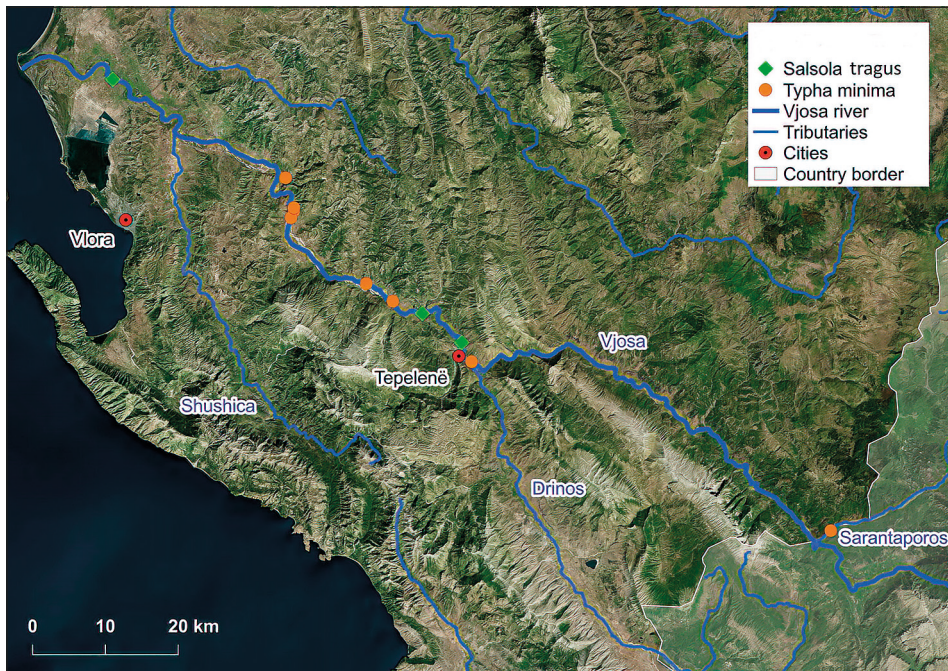 Salsola tragus
Typha minima
Vjosa river
Tributaries
Cities
Country border
Vlora
Vjosa
Tepelenë
Shushica
Drinos
Sarantaporos
0 10 20 km